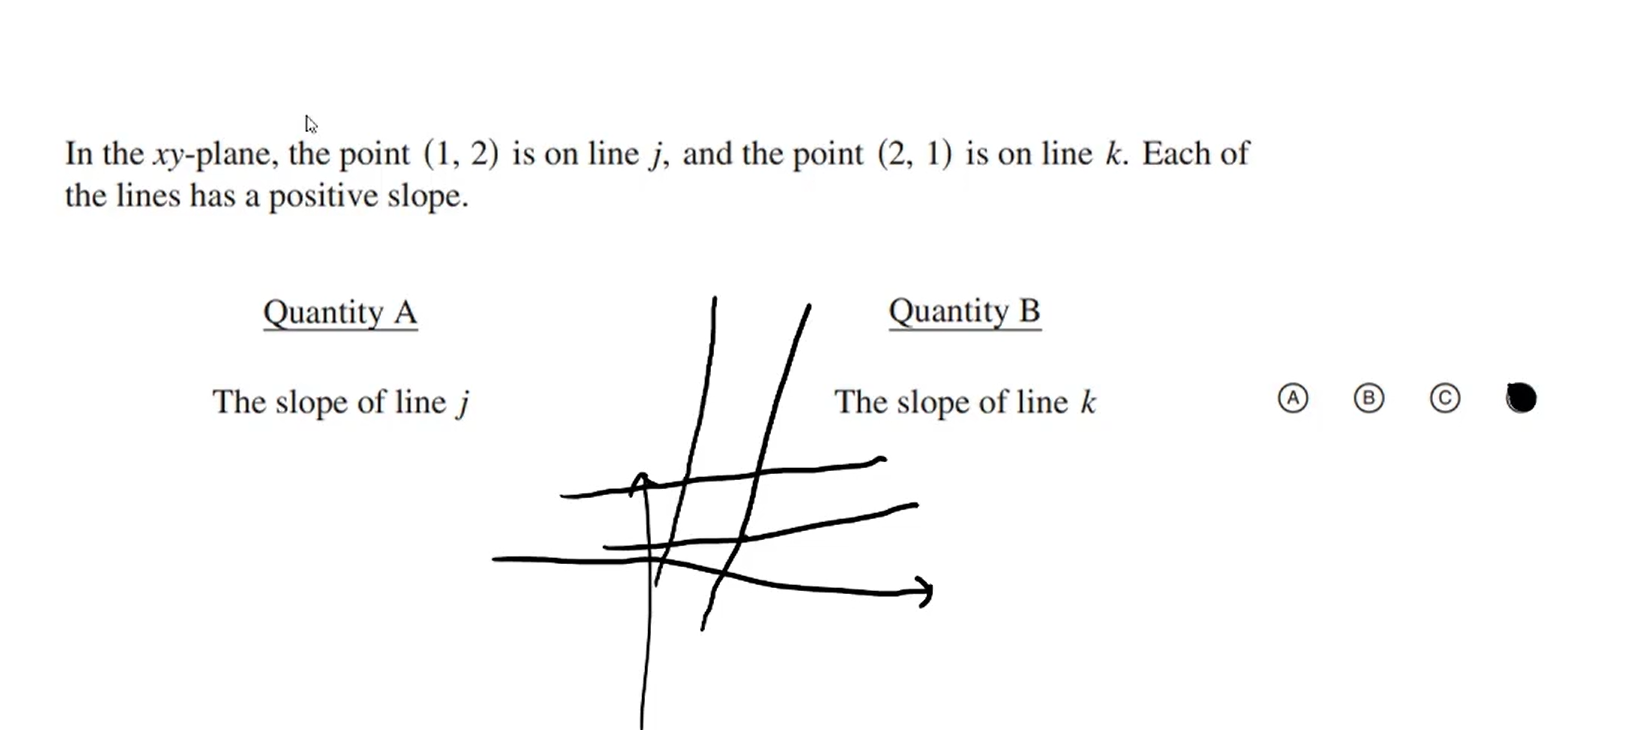 In the xy-plane, the point (1, 2) is on line j, and the point (2, 1) is on line k. Each of
the lines has a positive slope.
Quantity A
Quantity B
The slope of line j
The slope of line k
A B C